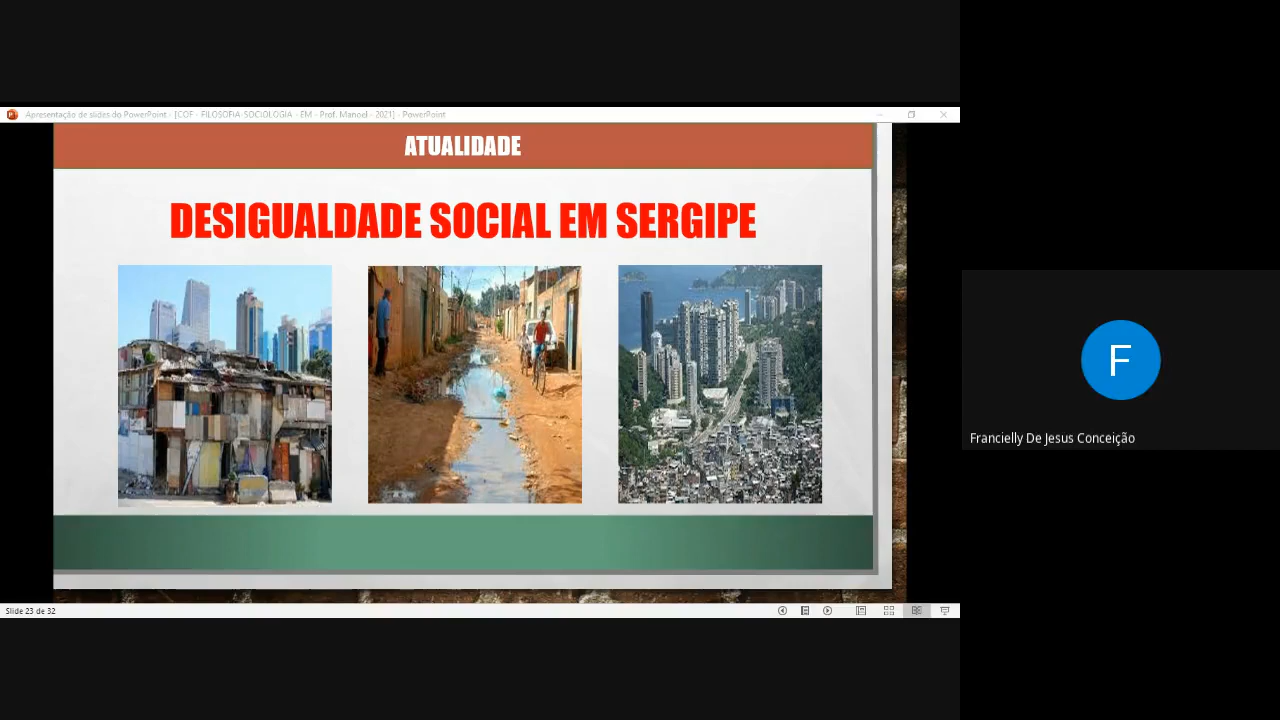 Apresentação de slides do PowerPoint - [COF - FILOSOFIA-SOCIOLOGIA - EM - Prof. Manoel - 2021] - PowerPoint
ATUALIDADE
DESIGUALDADE SOCIAL EM SERGIPE
F
Francielly De Jesus Conceição
Slide 23 de 32